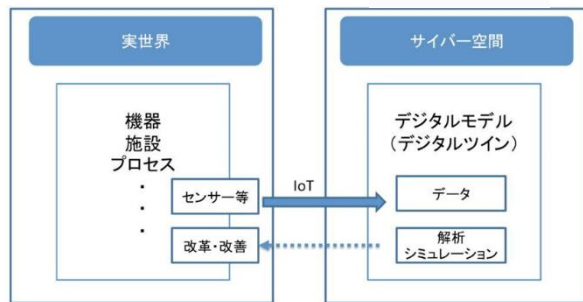 実世界
機器
施設
プロセス
・
・
・
センサー等
改革・改善
IoT
サイバー空間
デジタルモデル
（デジタルツイン）
データ
解析
シミュレーション